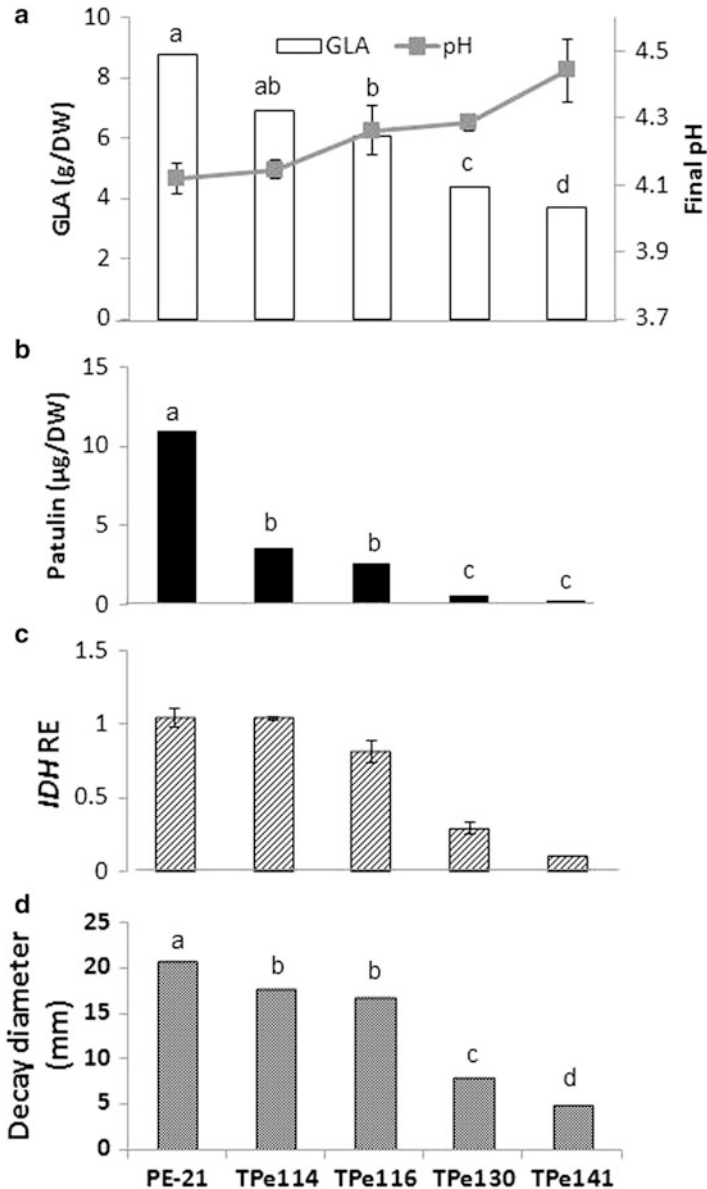 a
GLA (g/DW)
10
8
6
4
2
0
GLA
pH
a
ab
b
c
d
4.5
4.3
4.1
3.9
3.7
Final pH
b
Patulin (µg/DW)
15
10
5
0
a
b
b
c
c
c
IDH RE
1.5
1
0.5
0
d
Decay diameter
(mm)
25
20
15
10
5
0
a
b
b
c
d
PE-21
TPe114
TPe116
TPe130
TPe141